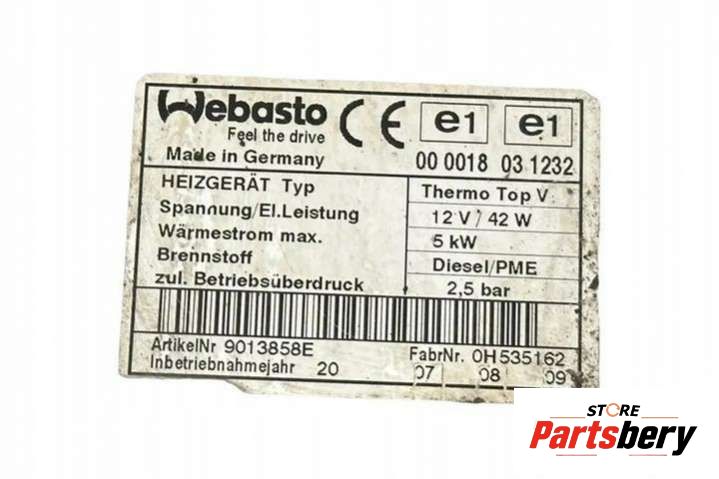 Webasto
Feel the drive
Made in Germany
CE e1 e1
00 0018 03 1232
HEIZGERÄT Typ Thermo Top V
Spannung/El.Leistung 12 V / 42 W
Wärmestrom max. 5 kW
Brennstoff Diesel/PME
zul. Betriebsüberdruck 2,5 bar
ArtikelNr 9013858E FabrNr. 0H535162
Inbetriebnahmejahr 20 07 08 09
STORE
Partsbery